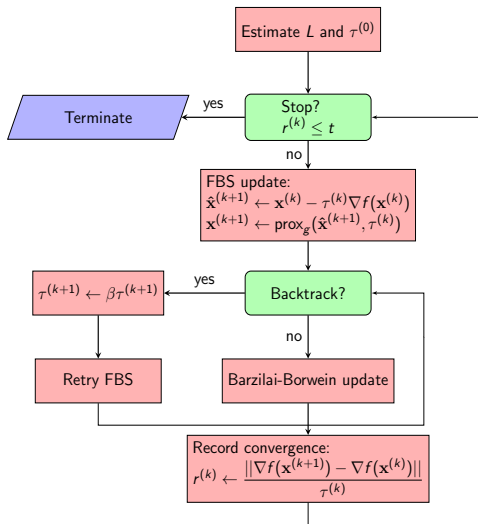 Estimate L and τ^(0)
yes
Terminate
Stop?
r^(k) ≤ t
no
FBS update:
x̂^(k+1) ← x^(k) − τ^(k)∇f(x^(k))
x^(k+1) ← prox_g(x̂^(k+1), τ^(k))
yes
τ^(k+1) ← βτ^(k+1)
Backtrack?
no
Retry FBS
Barzilai-Borwein update
Record convergence:
r^(k) ← ||∇f(x^(k+1)) − ∇f(x^(k))|| / τ^(k)